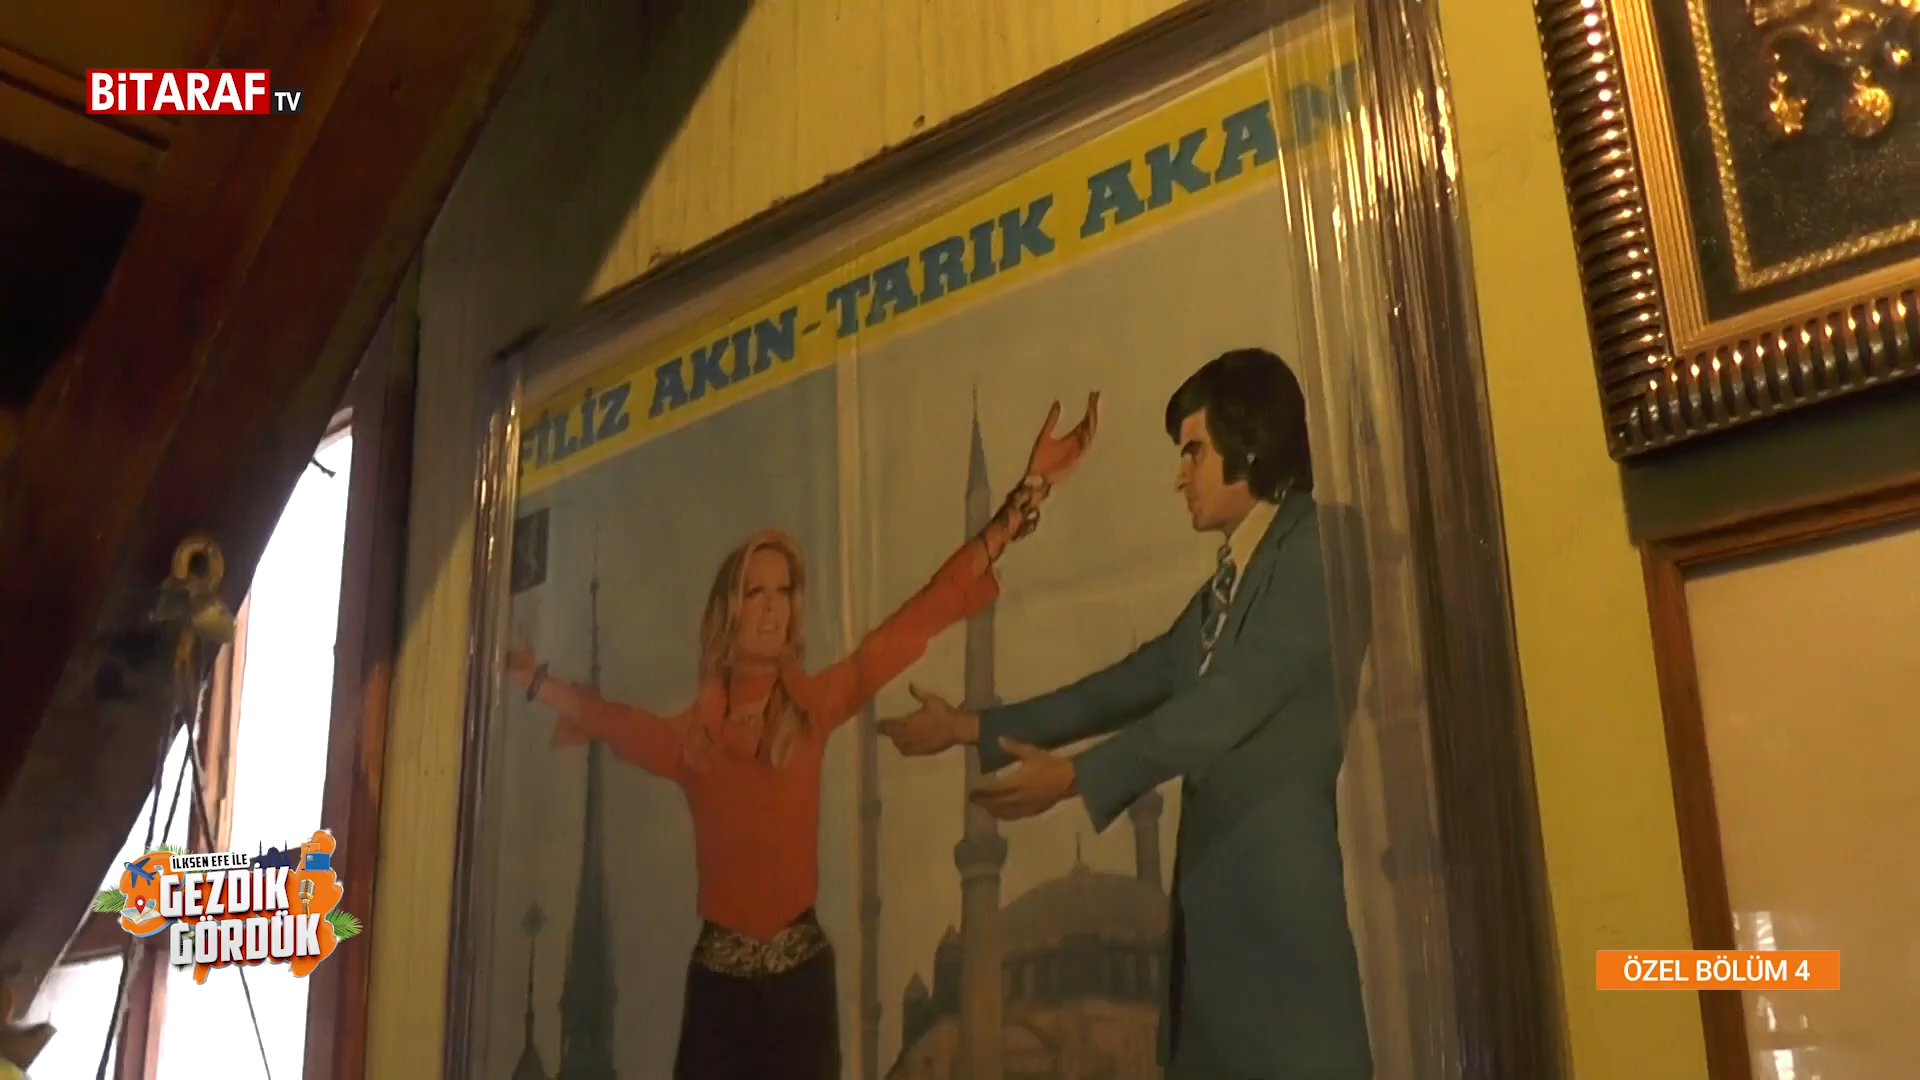 BiTARAF TV
FİLİZ AKIN-TARIK AKAN
İLKSEN EFE İLE
GEZDİK
GÖRDÜK
ÖZEL BÖLÜM 4